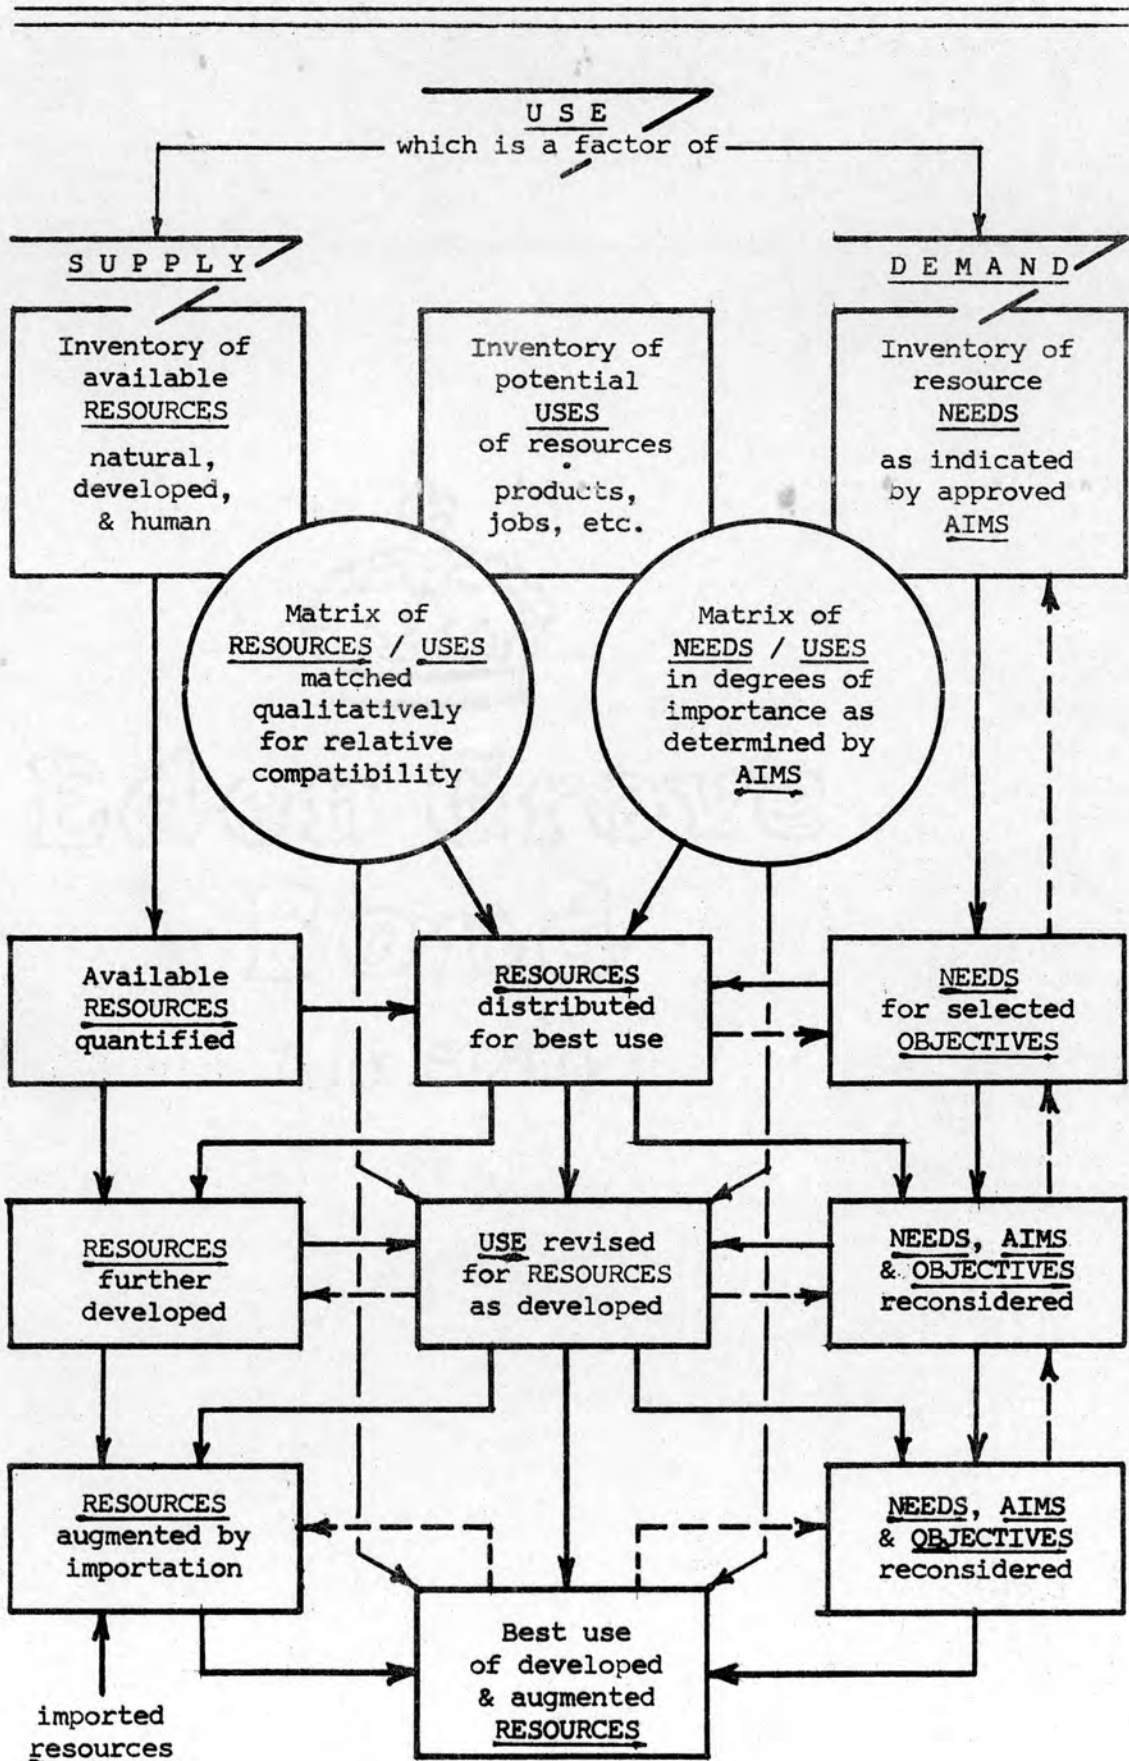 U S E
which is a factor of
S U P P L Y
D E M A N D
Inventory of
available
RESOURCES
natural,
developed,
& human
Inventory of
potential
USES
of resources
products,
jobs, etc.
Inventory of
resource
NEEDS
as indicated
by approved
AIMS
Matrix of
RESOURCES / USES
matched
qualitatively
for relative
compatibility
Matrix of
NEEDS / USES
in degrees of
importance as
determined by
AIMS
Available
RESOURCES
quantified
RESOURCES
distributed
for best use
NEEDS
for selected
OBJECTIVES
RESOURCES
further
developed
USE revised
for RESOURCES
as developed
NEEDS, AIMS
& OBJECTIVES
reconsidered
RESOURCES
augmented by
importation
NEEDS, AIMS
& OBJECTIVES
reconsidered
imported
resources
Best use
of developed
& augmented
RESOURCES